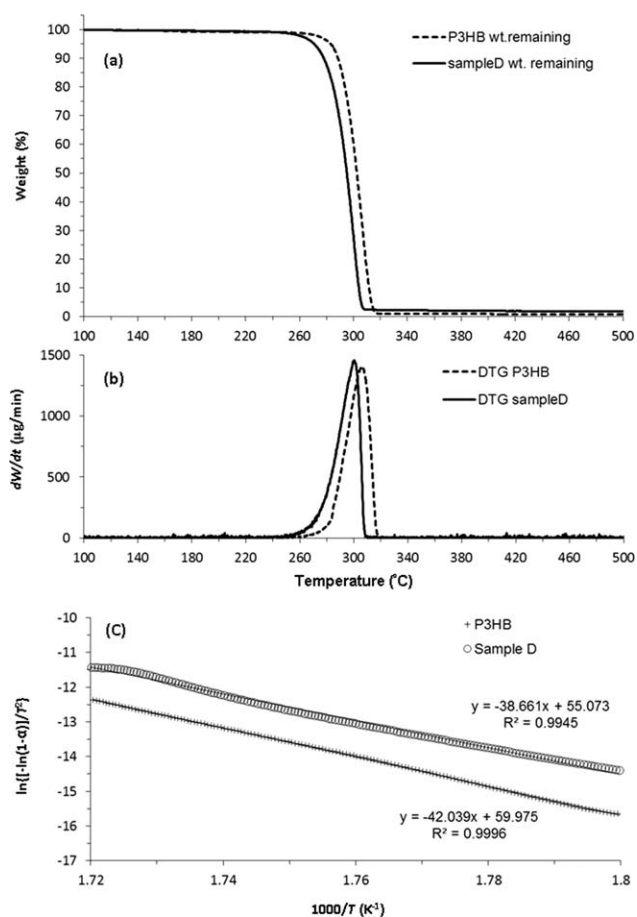 P3HB wt.remaining
sampleD wt. remaining
(a)
Weight (%)
100
90
80
70
60
50
40
30
20
10
0
100 140 180 220 260 300 340 380 420 460 500
(b)
DTG P3HB
DTG sampleD
dW/dt (µg/min)
1500
1000
500
0
100 140 180 220 260 300 340 380 420 460 500
Temperature (˚C)
(C)
P3HB
Sample D
ln{[-ln(1-α)]/T²}
-10
-11
-12
-13
-14
-15
-16
-17
y = -38.661x + 55.073
R² = 0.9945
y = -42.039x + 59.975
R² = 0.9996
1.72 1.74 1.76 1.78 1.8
1000/T (K⁻¹)